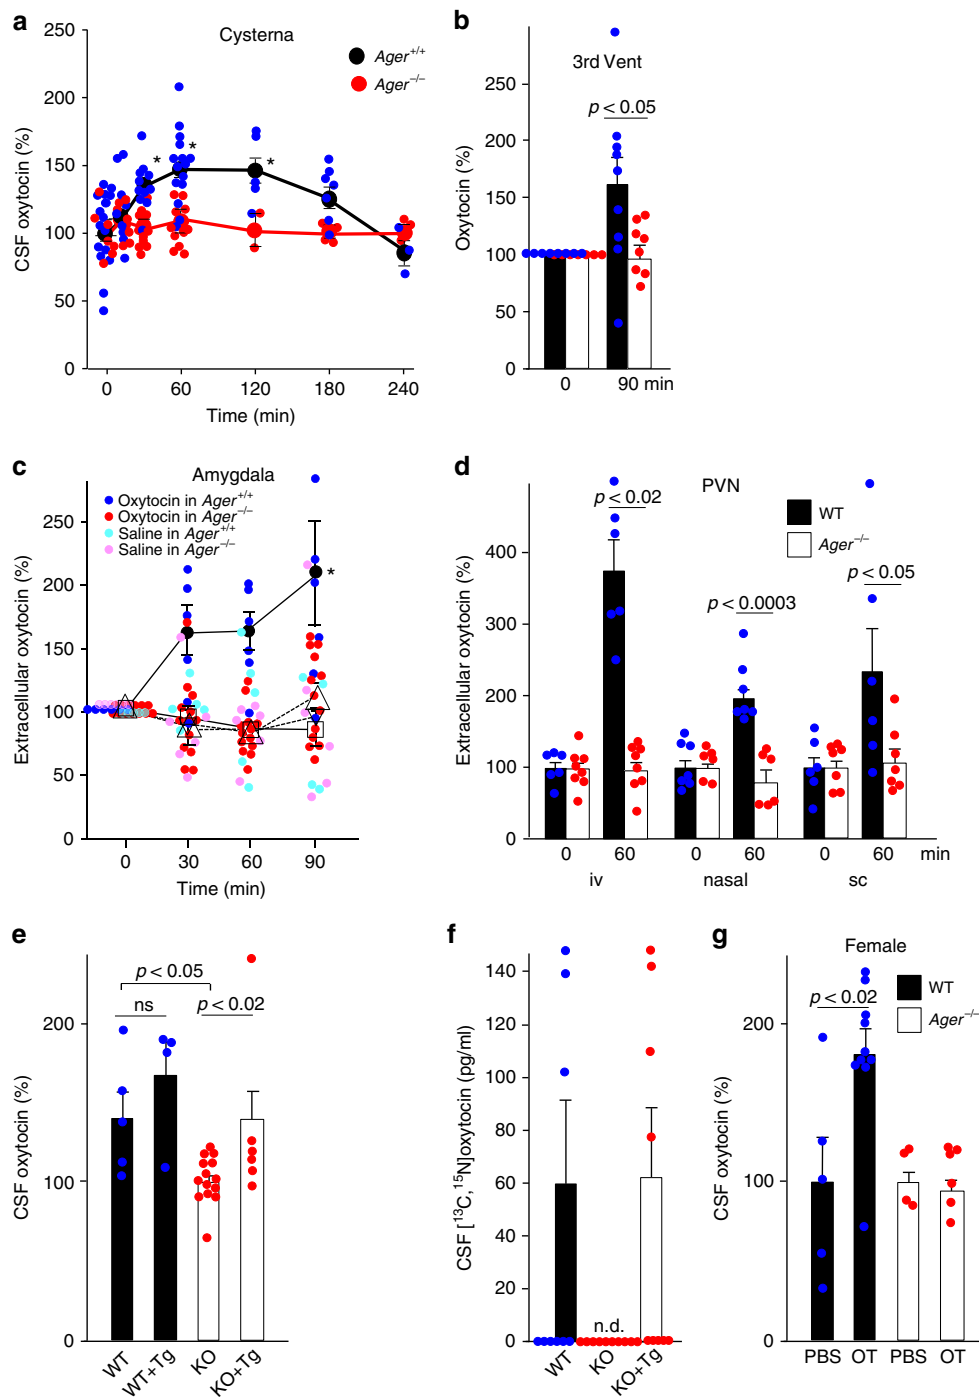 a
Cysterna
Ager+/+
Ager−/−
CSF oxytocin (%)
250
200
150
100
50
0
0 60 120 180 240
Time (min)
*
*
*
b
3rd Vent
p < 0.05
Oxytocin (%)
250
200
150
100
50
0
0 90 min
c
Amygdala
Oxytocin in Ager+/+
Oxytocin in Ager−/−
Saline in Ager+/+
Saline in Ager−/−
Extracellular oxytocin (%)
250
200
150
100
50
0
0 30 60 90
Time (min)
*
d
PVN
WT
Ager−/−
p < 0.02
p < 0.0003
p < 0.05
Extracellular oxytocin (%)
400
300
200
100
0
0 60 0 60 0 60 min
iv nasal sc
e
p < 0.05
ns
p < 0.02
CSF oxytocin (%)
200
100
0
WT WT+Tg KO KO+Tg
f
CSF [13C,15N]oxytocin (pg/ml)
140
120
100
80
60
40
20
0
n.d.
WT KO KO+Tg
g
Female
WT
Ager−/−
p < 0.02
CSF oxytocin (%)
200
100
0
PBS OT PBS OT